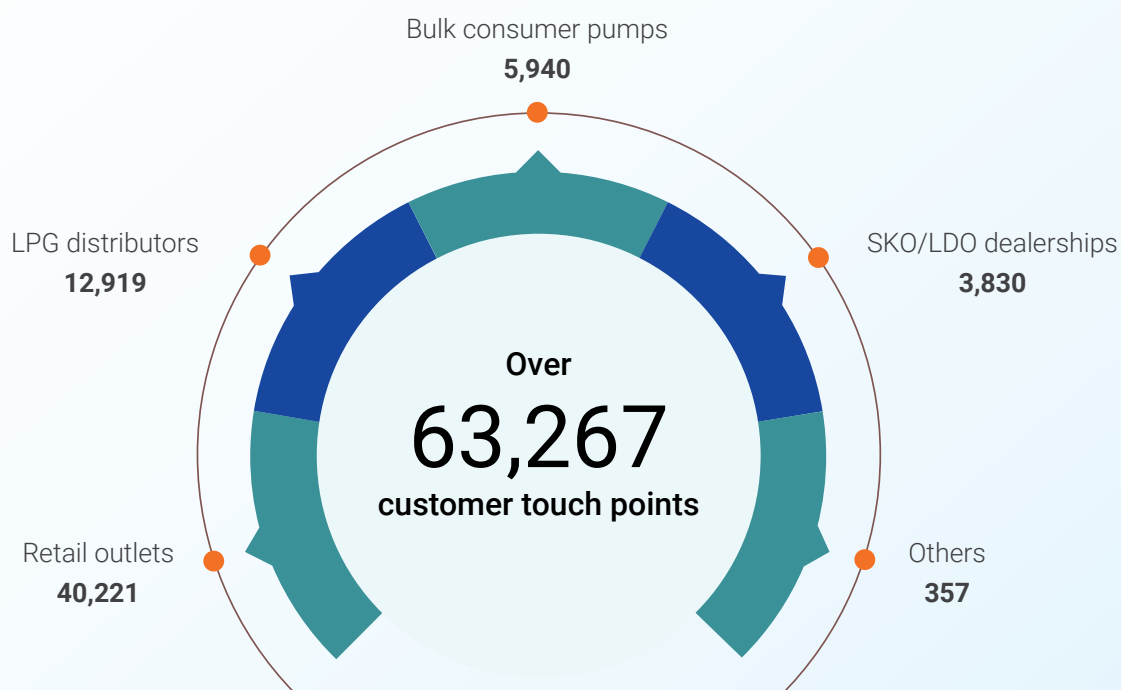 Bulk consumer pumps
5,940
LPG distributors
12,919
SKO/LDO dealerships
3,830
Over
63,267
customer touch points
Retail outlets
40,221
Others
357